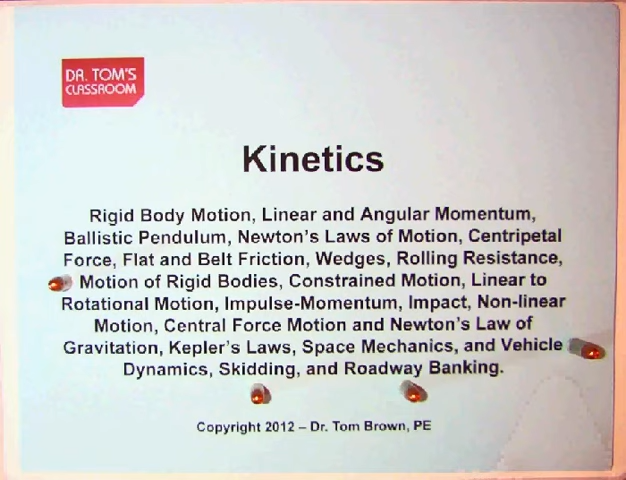 DR. TOM'S
CLASSROOM
Kinetics
Rigid Body Motion, Linear and Angular Momentum,
Ballistic Pendulum, Newton's Laws of Motion, Centripetal
Force, Flat and Belt Friction, Wedges, Rolling Resistance,
Motion of Rigid Bodies, Constrained Motion, Linear to
Rotational Motion, Impulse-Momentum, Impact, Non-linear
Motion, Central Force Motion and Newton's Law of
Gravitation, Kepler's Laws, Space Mechanics, and Vehicle
Dynamics, Skidding, and Roadway Banking.
Copyright 2012 – Dr. Tom Brown, PE